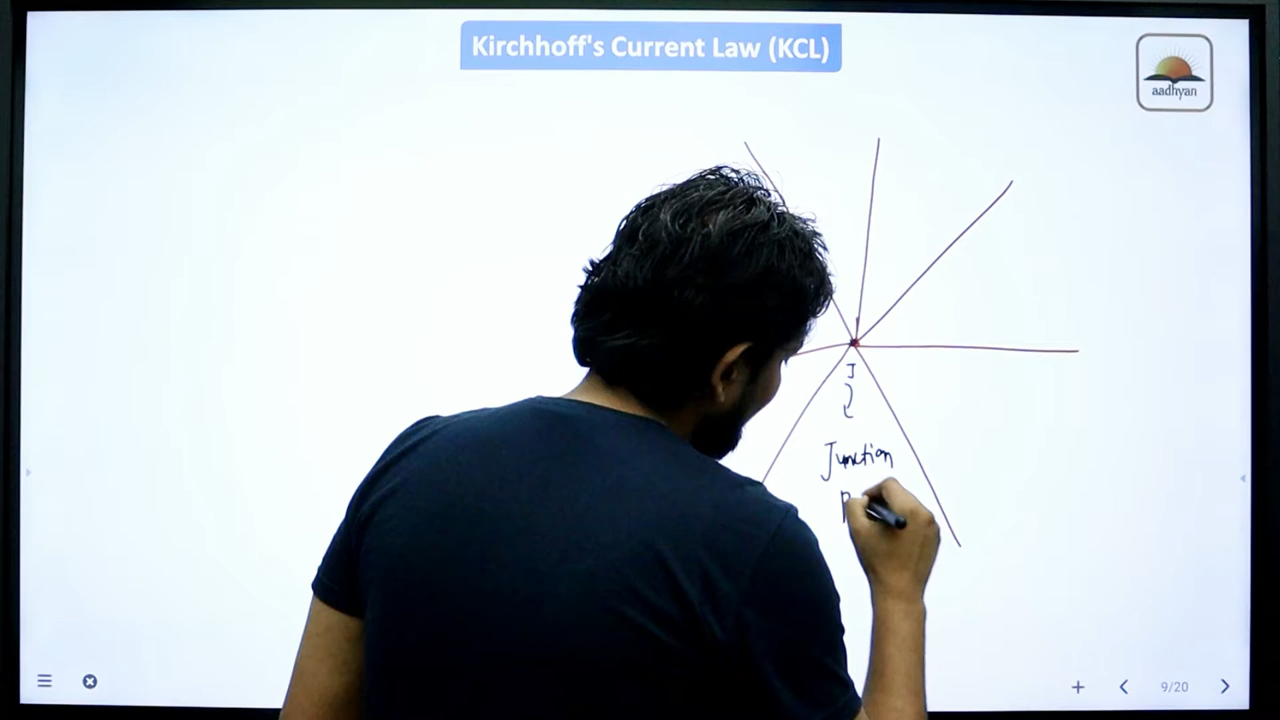 Kirchhoff's Current Law (KCL)
aadhyan
J
Junction
P
9/20